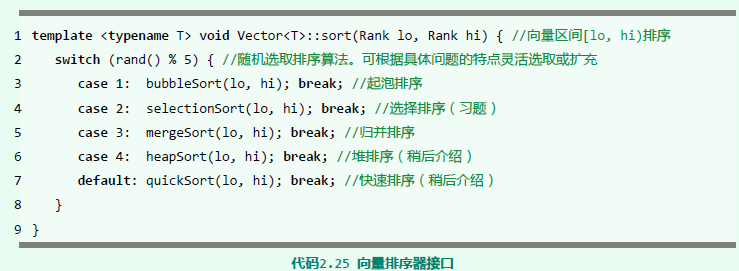 1 template <typename T> void Vector<T>::sort(Rank lo, Rank hi) { //向量区间[lo, hi)排序
2 switch (rand() % 5) { //随机选取排序算法。可根据具体问题的特点灵活选取或扩充
3 case 1: bubbleSort(lo, hi); break; //起泡排序
4 case 2: selectionSort(lo, hi); break; //选择排序（习题）
5 case 3: mergeSort(lo, hi); break; //归并排序
6 case 4: heapSort(lo, hi); break; //堆排序（稍后介绍）
7 default: quickSort(lo, hi); break; //快速排序（稍后介绍）
8 }
9 }
代码2.25 向量排序器接口